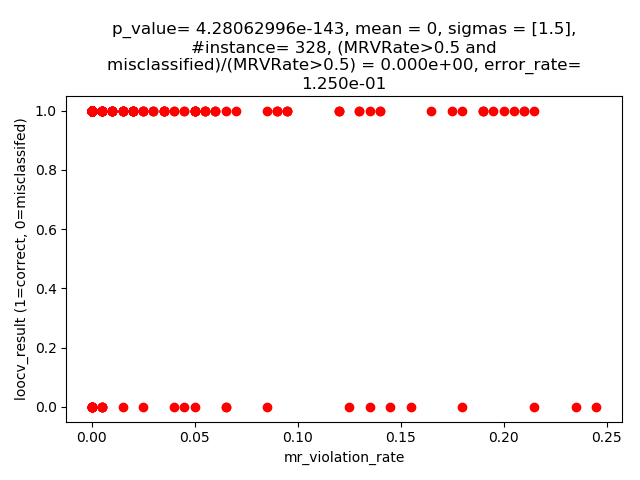 p_value= 4.28062996e-143, mean = 0, sigmas = [1.5],
#instance= 328, (MRVRate>0.5 and
misclassified)/(MRVRate>0.5) = 0.000e+00, error_rate=
1.250e-01
loocv_result (1=correct, 0=misclassifed)
1.0
0.8
0.6
0.4
0.2
0.0
0.00 0.05 0.10 0.15 0.20 0.25
mr_violation_rate